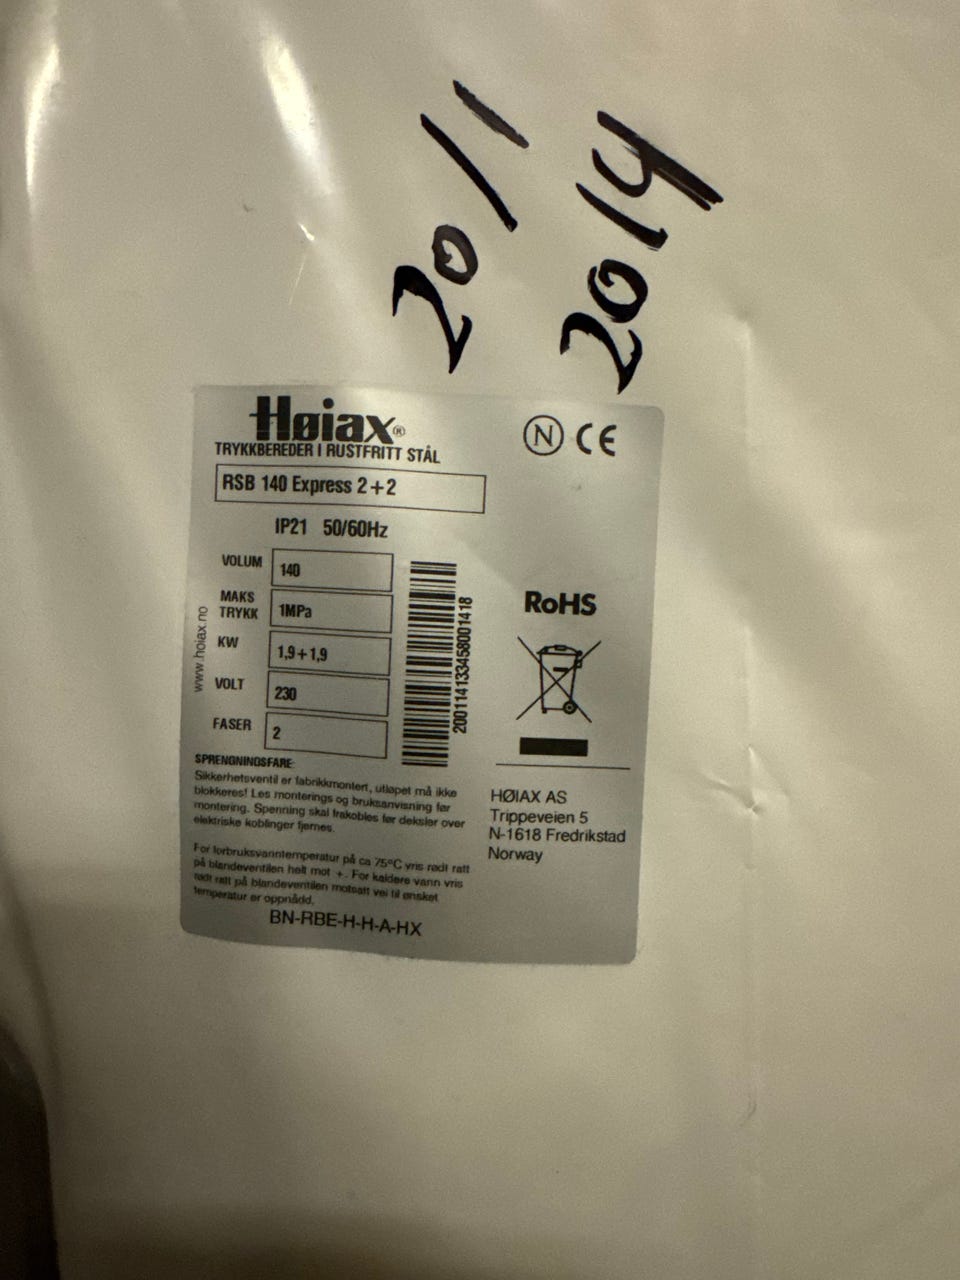 20/1
2014
Høiax®
TRYKKBEREDER I RUSTFRITT STÅL
N CE
RSB 140 Express 2+2
IP21 50/60Hz
VOLUM 140
MAKS TRYKK 1MPa
KW 1,9+1,9
VOLT 230
FASER 2
www.hoiax.no
2001141334580014​18
RoHS
SPRENGNINGSFARE
Sikkerhetsventil er fabrikkmontert, utløpet må ikke
blokkeres! Les monterings og bruksanvisning før
montering. Spenning skal frakobles før deksler over
elektriske koblinger fjernes.
For forbruksvanntemperatur på ca 75°C vris rødt ratt
på blandeventilen helt mot +. For kaldere vann vris
rødt ratt på blandeventilen motsatt vei til ønsket
temperatur er oppnådd.
BN-RBE-H-H-A-HX
HØIAX AS
Trippeveien 5
N-1618 Fredrikstad
Norway